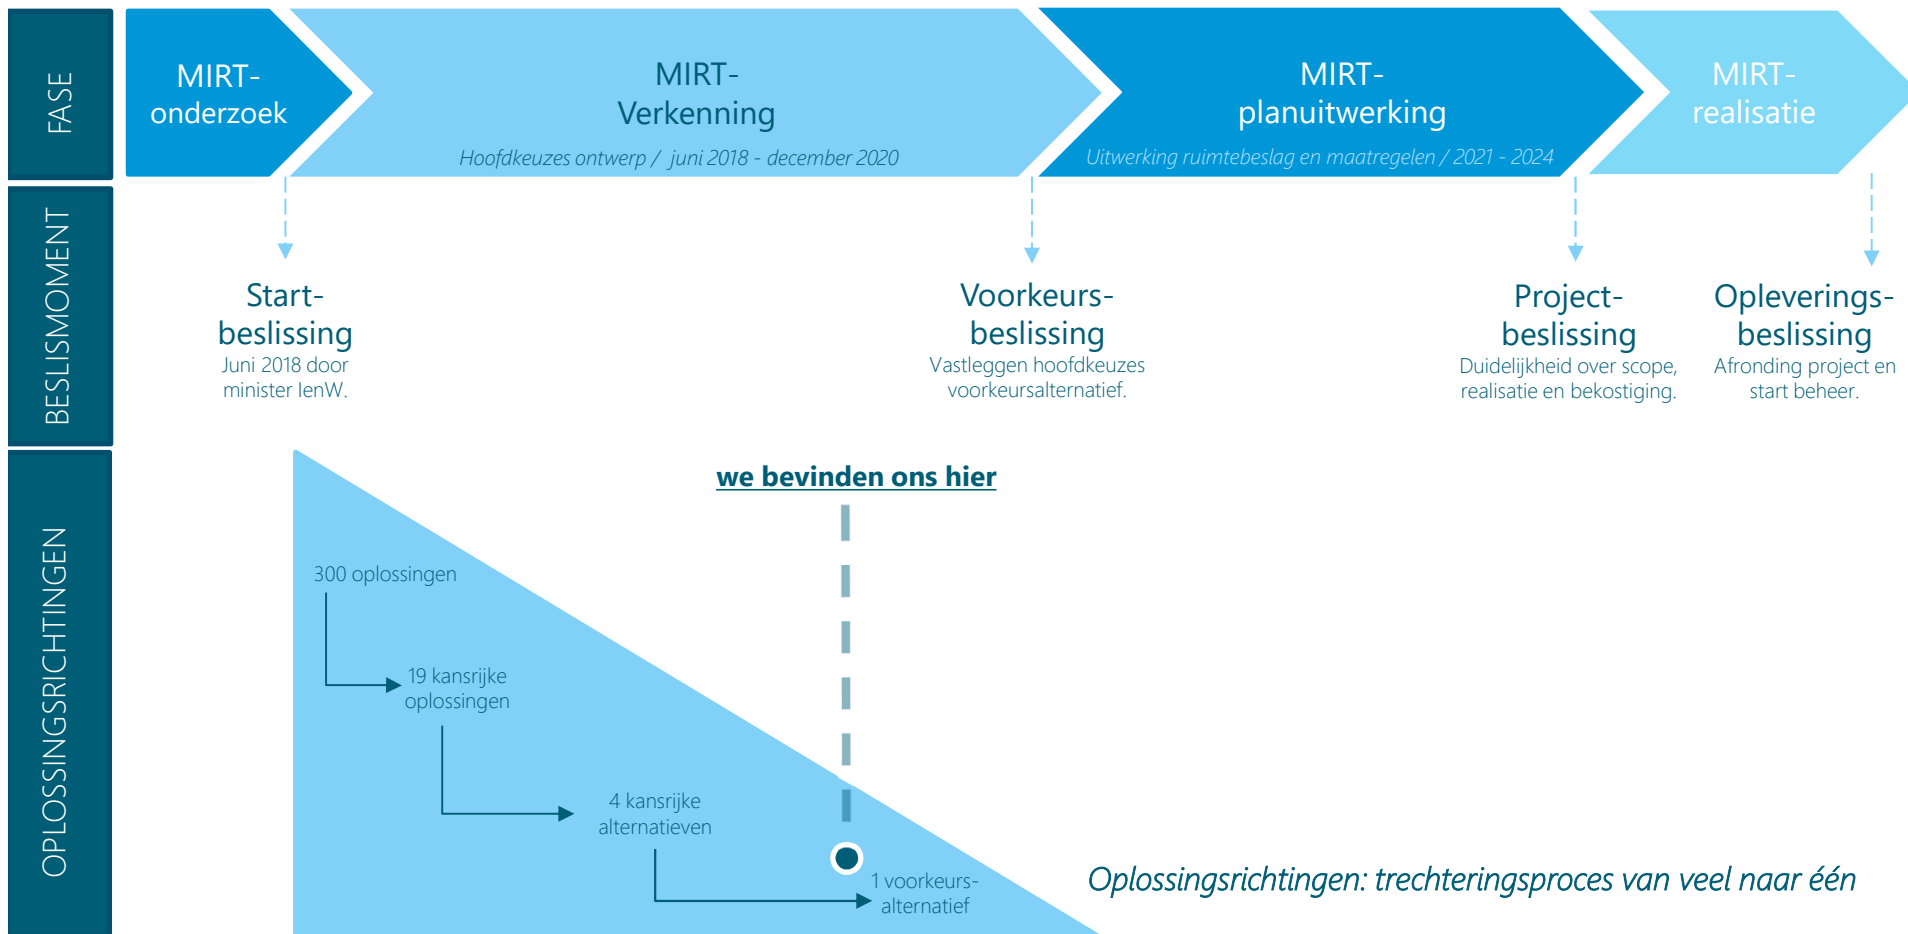 FASE
MIRT-
onderzoek
MIRT-
Verkenning
Hoofdkeuzes ontwerp / juni 2018 - december 2020
MIRT-
planuitwerking
Uitwerking ruimtebeslag en maatregelen / 2021 - 2024
MIRT-
realisatie
BESLISMOMENT
Start-
beslissing
Juni 2018 door
minister IenW.
Voorkeurs-
beslissing
Vastleggen hoofdkeuzes
voorkeursalternatief.
Project-
beslissing
Duidelijkheid over scope,
realisatie en bekostiging.
Opleverings-
beslissing
Afronding project en
start beheer.
OPLOSSINGSRICHTINGEN
we bevinden ons hier
300 oplossingen
19 kansrijke
oplossingen
4 kansrijke
alternatieven
1 voorkeurs-
alternatief
Oplossingsrichtingen: trechteringsproces van veel naar één